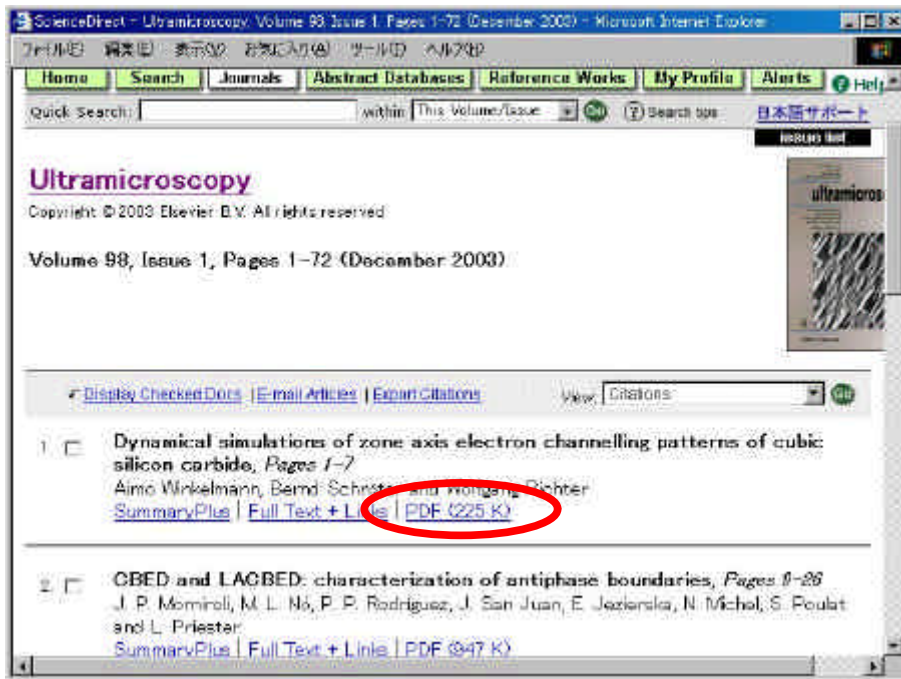 ScienceDirect - Ultramicroscopy, Volume 98, Issue 1, Pages 1-72 (December 2003) - Microsoft Internet Explorer
ファイル(F) 編集(E) 表示(V) お気に入り(A) ツール(T) ヘルプ(H)
Home Search Journals Abstract Databases Reference Works My Profile Alerts ? Help
Quick Search: within This Volume/Issue Go ? Search tips 日本語サポート
issues list
Ultramicroscopy
ultramicros
Copyright © 2003 Elsevier B.V. All rights reserved
Volume 98, Issue 1, Pages 1-72 (December 2003)
Display Checked Docs | E-mail Articles | Export Citations View: Citations Go
1. Dynamical simulations of zone axis electron channelling patterns of cubic
silicon carbide, Pages 1-7
Aimo Winkelmann, Bernd Schröter and Wolfgang Richter
SummaryPlus | Full Text + Links | PDF (225 K)
2. CBED and LACBED: characterization of antiphase boundaries, Pages 9-26
J. P. Morniroli, M. L. Nó, P. P. Rodríguez, J. San Juan, E. Jezierska, N. Michel, S. Poulat
and L. Priester
SummaryPlus | Full Text + Links | PDF (947 K)